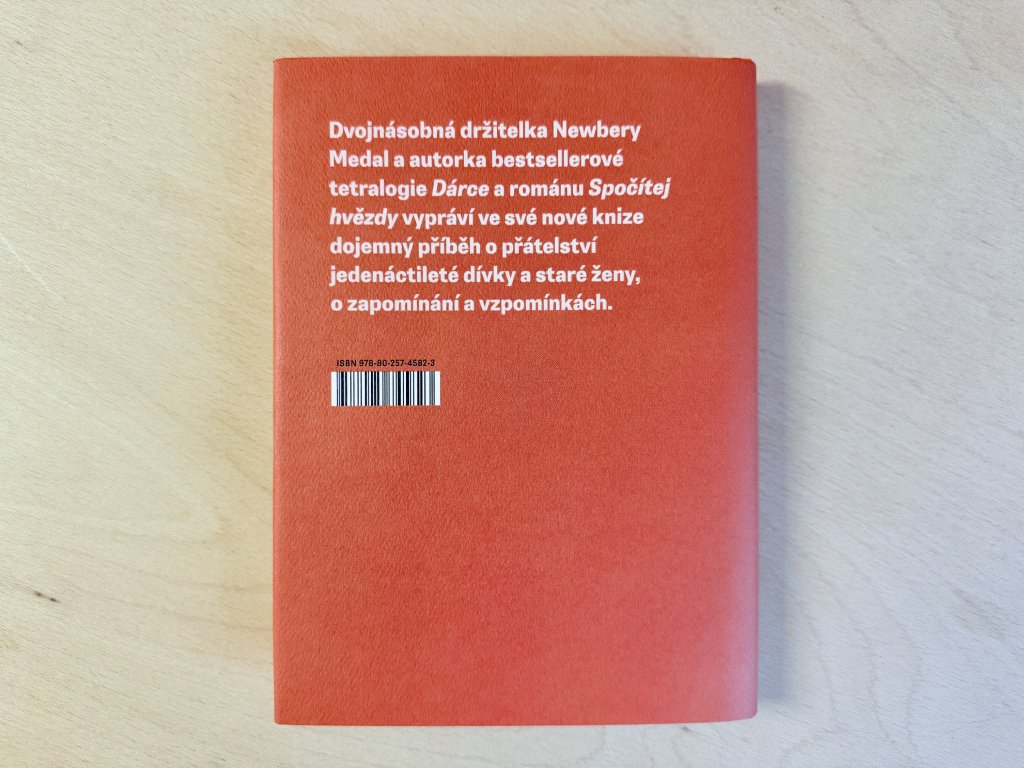 Dvojnásobná držitelka Newbery
Medal a autorka bestsellerové
tetralogie Dárce a románu Spočítej
hvězdy vypráví ve své nové knize
dojemný příběh o přátelství
jedenáctileté dívky a staré ženy,
o zapomínání a vzpomínkách.
ISBN 978-80-257-4582-3